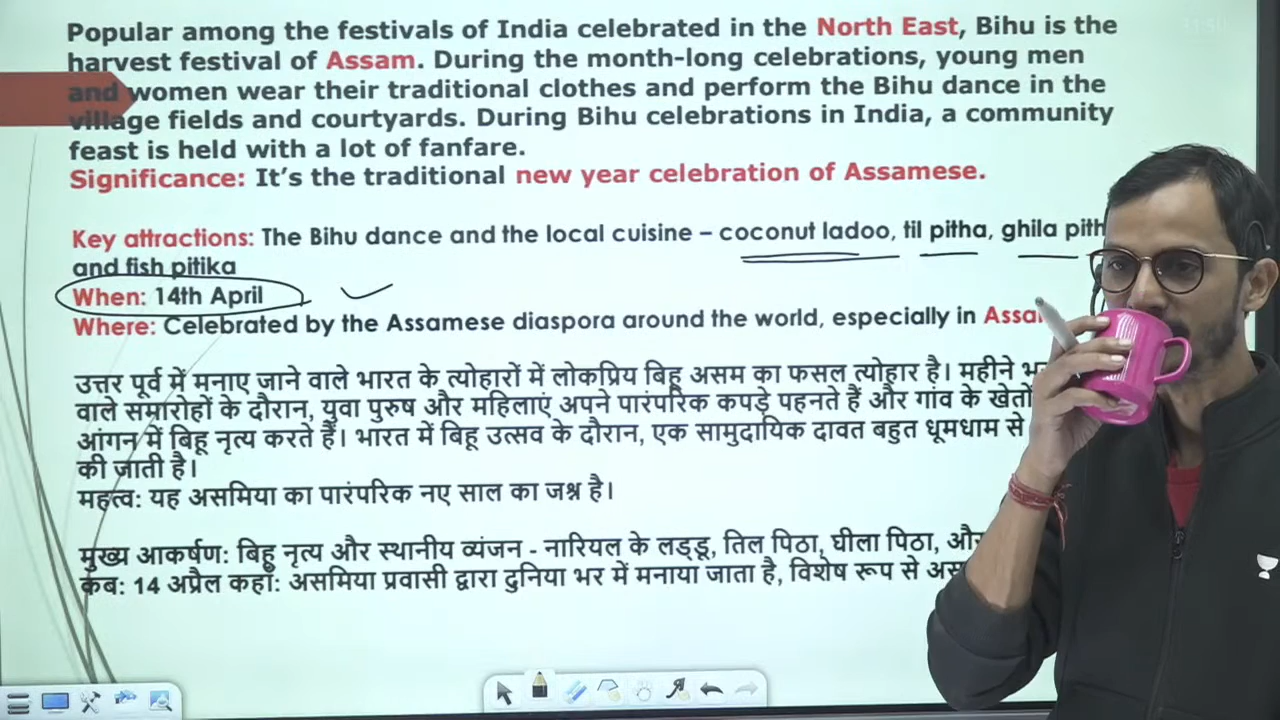 Popular among the festivals of India celebrated in the North East, Bihu is the
harvest festival of Assam. During the month-long celebrations, young men
and women wear their traditional clothes and perform the Bihu dance in the
village fields and courtyards. During Bihu celebrations in India, a community
feast is held with a lot of fanfare.
Significance: It’s the traditional new year celebration of Assamese.
Key attractions: The Bihu dance and the local cuisine – coconut ladoo, til pitha, ghila pith
and fish pitika
When: 14th April
Where: Celebrated by the Assamese diaspora around the world, especially in Assa
उत्तर पूर्व में मनाए जाने वाले भारत के त्योहारों में लोकप्रिय बिहू असम का फसल त्योहार है। महीने भ
वाले समारोहों के दौरान, युवा पुरुष और महिलाएं अपने पारंपरिक कपड़े पहनते हैं और गांव के खेतों
आंगन में बिहू नृत्य करते हैं। भारत में बिहू उत्सव के दौरान, एक सामुदायिक दावत बहुत धूमधाम से
की जाती है।
महत्व: यह असमिया का पारंपरिक नए साल का जश्न है।
मुख्य आकर्षण: बिहू नृत्य और स्थानीय व्यंजन - नारियल के लड्डू, तिल पिठा, घीला पिठा, और
कब: 14 अप्रैल कहाँ: असमिया प्रवासी द्वारा दुनिया भर में मनाया जाता है, विशेष रूप से अस